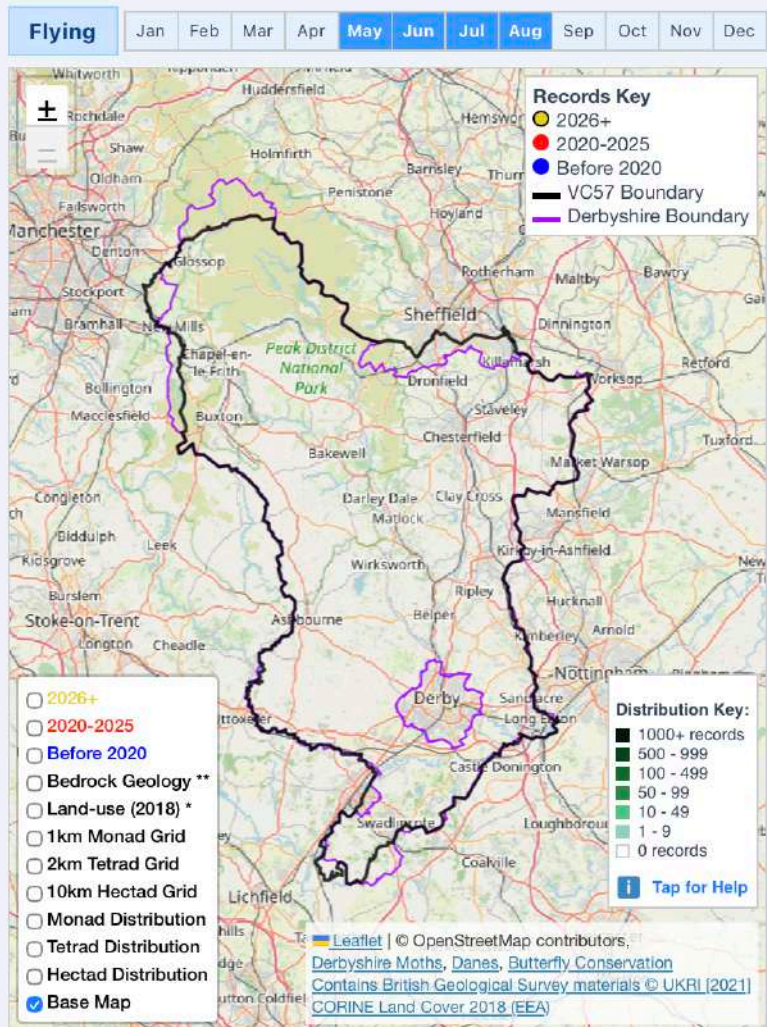 Flying Jan Feb Mar Apr May Jun Jul Aug Sep Oct Nov Dec
Whitworth
Huddersfield
Rochdale
Shaw
Holmfirth
Barnsley
Oldham
Penistone
Failsworth
Hoyland
Manchester
Denton
Glossop
Rotherham
Maltby
Bawtry
Stockport
Sheffield
Bramhall
New Mills
Dinnington
Chapel-en-
le-Frith
Peak District
National
Park
Killamarsh
Retford
Bollington
Dronfield
Worksop
Macclesfield
Buxton
Staveley
Chesterfield
Tuxford
Bakewell
Market Warsop
Congleton
Darley Dale
Clay Cross
Matlock
Mansfield
Biddulph
Leek
Kidsgrove
Wirksworth
Kirkby-in-Ashfield
Burslem
Ripley
Hucknall
Stoke-on-Trent
Ashbourne
Belper
Kimberley
Arnold
Longton
Cheadle
Nottingham
Derby
Sandiacre
Long Eaton
Uttoxeter
Castle Donington
Swadlincote
Loughborou
Coalville
Lichfield
Sutton Coldfiel
+
−
Records Key
2026+
2020-2025
Before 2020
VC57 Boundary
Derbyshire Boundary
2026+
2020-2025
Before 2020
Bedrock Geology **
Land-use (2018) *
1km Monad Grid
2km Tetrad Grid
10km Hectad Grid
Monad Distribution
Tetrad Distribution
Hectad Distribution
Base Map
Distribution Key:
1000+ records
500 - 999
100 - 499
50 - 99
10 - 49
1 - 9
0 records
i Tap for Help
Leaflet | © OpenStreetMap contributors,
Derbyshire Moths, Danes, Butterfly Conservation
Contains British Geological Survey materials © UKRI [2021]
CORINE Land Cover 2018 (EEA)